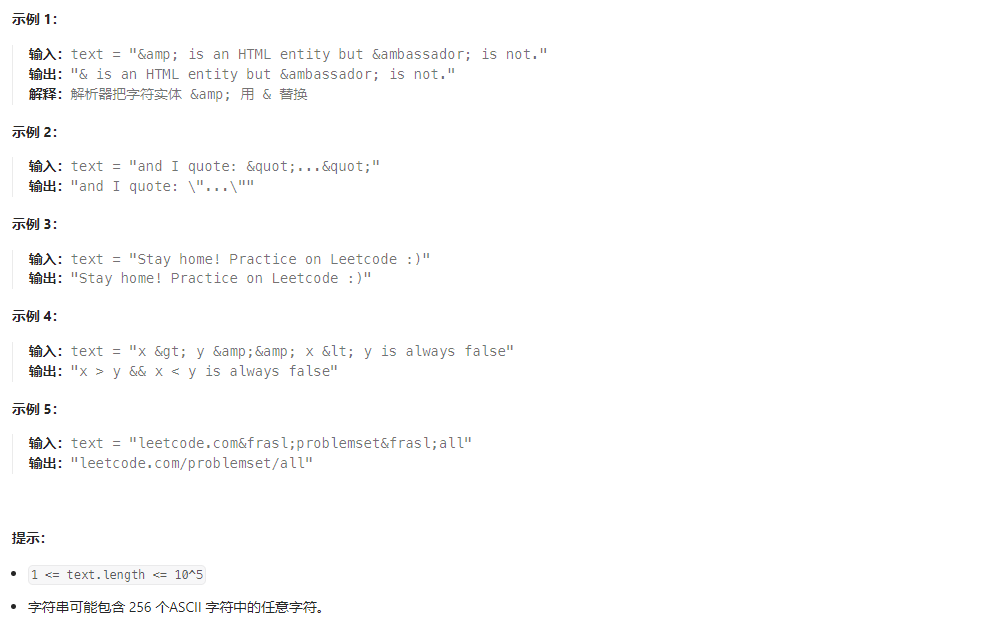 示例 1：
输入：text = "&amp; is an HTML entity but &ambassador; is not."
输出："& is an HTML entity but &ambassador; is not."
解释：解析器把字符实体 &amp; 用 & 替换
示例 2：
输入：text = "and I quote: &quot;...&quot;"
输出："and I quote: \"...\""
示例 3：
输入：text = "Stay home! Practice on Leetcode :)"
输出："Stay home! Practice on Leetcode :)"
示例 4：
输入：text = "x &gt; y &amp;&amp; x &lt; y is always false"
输出："x > y && x < y is always false"
示例 5：
输入：text = "leetcode.com&frasl;problemset&frasl;all"
输出："leetcode.com/problemset/all"
提示：
• 1 <= text.length <= 10^5
• 字符串可能包含 256 个ASCII 字符中的任意字符。